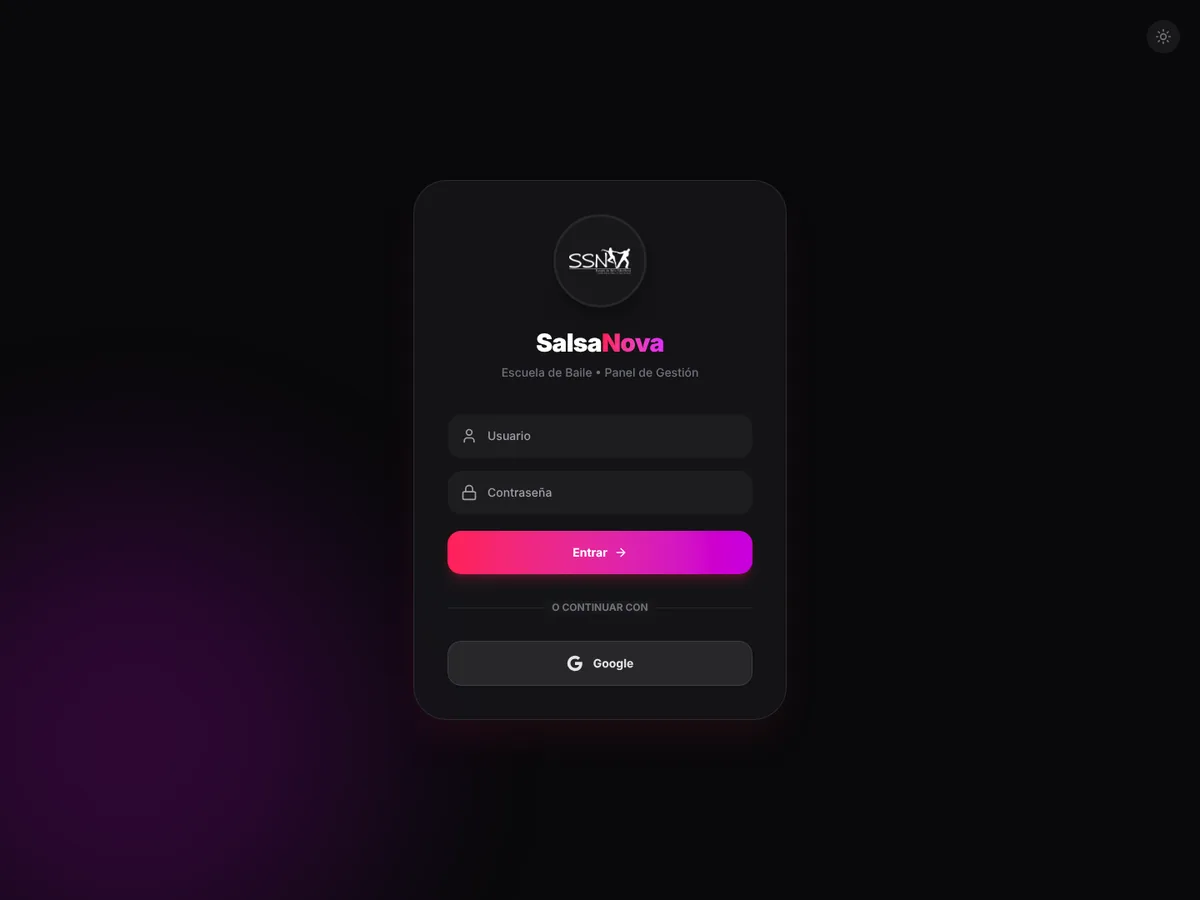 SSN
SalsaNova
Escuela de Baile • Panel de Gestión
Usuario
Contraseña
Entrar →
O CONTINUAR CON
Google